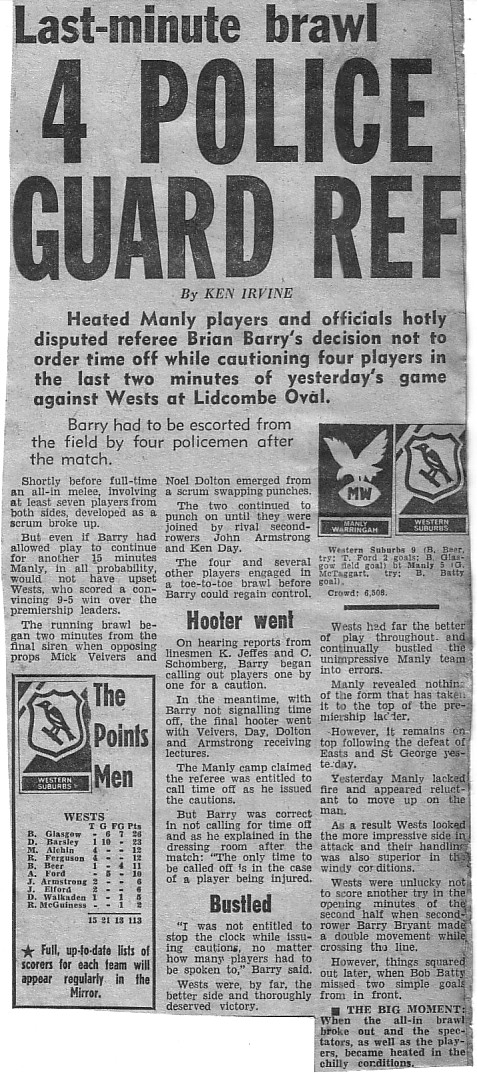 Last-minute brawl
4 POLICE
GUARD REF
By KEN IRVINE
Heated Manly players and officials hotly
disputed referee Brian Barry's decision not to
order time off while cautioning four players in
the last two minutes of yesterday's game
against Wests at Lidcombe Oval.
Barry had to be escorted from
the field by four policemen after
the match.
Shortly before full-time
an all-in melee, involving
at least seven players from
both sides, developed as a
scrum broke up.
But even if Barry had
allowed play to continue
for another 15 minutes
Manly, in all probability,
would not have upset
Wests, who scored a con-
vincing 9-5 win over the
premiership leaders.
The running brawl be-
gan two minutes from the
final siren when opposing
props Mick Veivers and
The
Points
Men
WESTERN
SUBURBS
WESTS
T G FG Pts
B. Glasgow - 6 7 26
D. Barsley 1 10 - 23
M. Alchin 4 - - 12
R. Ferguson 4 - - 12
B. Beer 1 - 4 11
A. Ford - 5 - 10
J. Armstrong 2 - - 6
J. Elford 2 - - 6
D. Walkaden 1 - 1 5
R. McGuiness - - 1 2
15 21 13 113
★ Full, up-to-date lists of
scorers for each team will
appear regularly in the
Mirror.
Noel Dolton emerged from
a scrum swapping punches.
The two continued to
punch on until they were
joined by rival second-
rowers John Armstrong
and Ken Day.
The four and several
other players engaged in
a toe-to-toe brawl before
Barry could regain control.
Hooter went
On hearing reports from
linesmen K. Jeffes and C.
Schomberg, Barry began
calling out players one
by one for a caution.
In the meantime, with
Barry not signalling time
off, the final hooter went
with Veivers, Day, Dolton
and Armstrong receiving
lectures.
The Manly camp claimed
the referee was entitled to
call time off as he issued
the cautions.
But Barry was correct
in not calling for time off
and as he explained in the
dressing room after the
match: "The only time to
be called off is in the case
of a player being injured.
Bustled
"I was not entitled to
stop the clock while issu-
ing cautions, no matter
how many players had to
be spoken to," Barry said.
Wests were, by far, the
better side and thoroughly
deserved victory.
MW
MANLY
WARRINGAH
WESTERN
SUBURBS
Western Suburbs 9 (B. Beer,
try; T. Ford 2 goals; B. Glas-
gow field goal) bt Manly 5 (G.
McTaggart, try; B. Batty
goal).
Crowd: 6,508.
Wests had far the better
of play throughout and
continually bustled the
unimpressive Manly team
into errors.
Manly revealed nothing
of the form that has taken
it to the top of the pre-
miership ladder.
However, it remains on
top following the defeat of
Easts and St George yes-
terday.
Yesterday Manly lacked
fire and appeared reluct-
ant to move up on the
man.
As a result Wests looked
the more impressive side in
attack and their handling
was also superior in the
windy conditions.
Wests were unlucky not
to score another try in the
opening minutes of the
second half when second-
rower Barry Bryant made
a double movement while
crossing the line.
However, things squared
out later, when Bob Batty
missed two simple goals
from in front.
■ THE BIG MOMENT:
When the all-in brawl
broke out and the spec-
tators, as well as the play-
ers, became heated in the
chilly conditions.